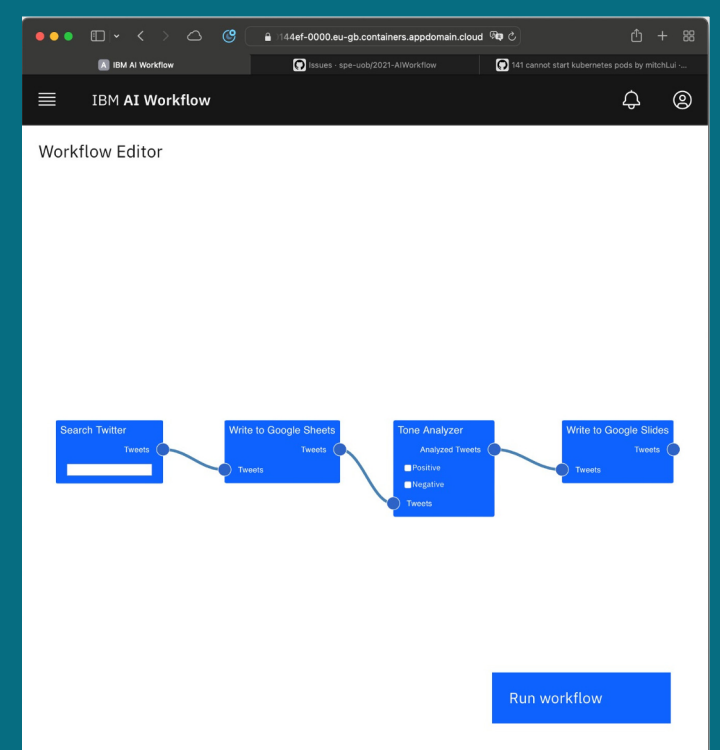 144ef-0000.eu-gb.containers.appdomain.cloud
A IBM AI Workflow
Issues · spe-uob/2021-AIWorkflow
141 cannot start kubernetes pods by mitchLui ·...
IBM AI Workflow
Workflow Editor
Search Twitter
Tweets
Write to Google Sheets
Tweets
Tweets
Tone Analyzer
Analyzed Tweets
Positive
Negative
Tweets
Write to Google Slides
Tweets
Tweets
Run workflow